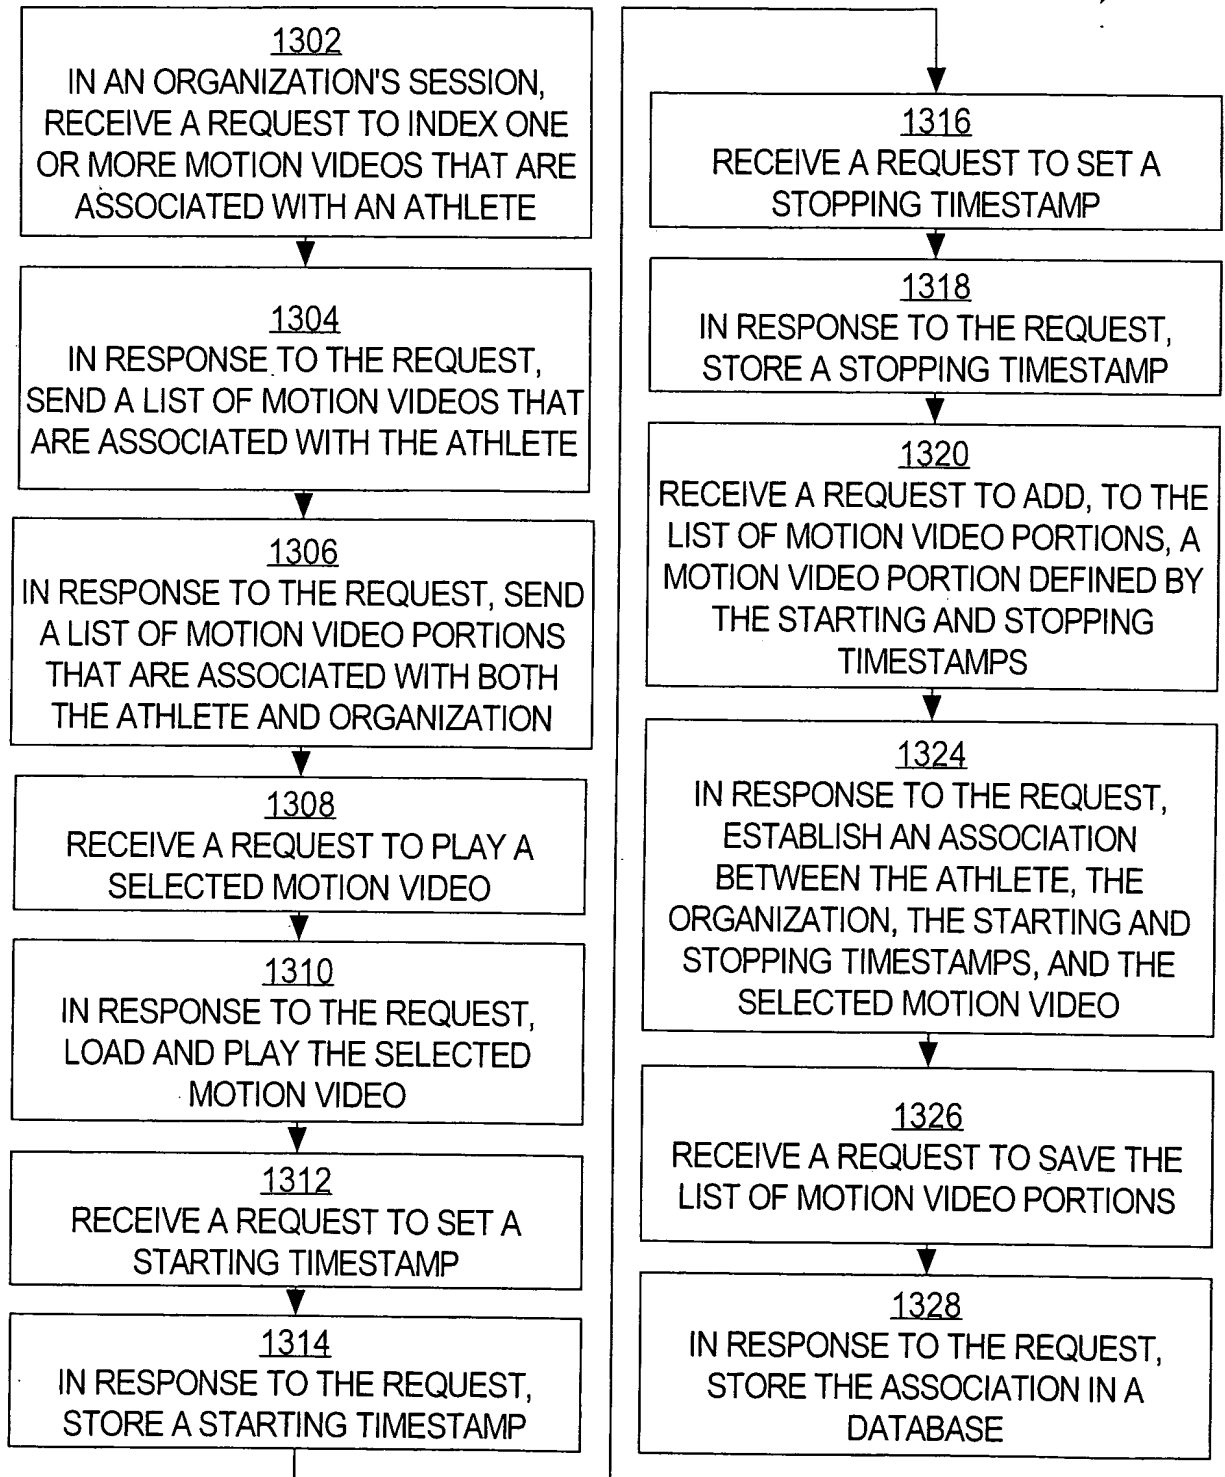 1302
IN AN ORGANIZATION'S SESSION,
RECEIVE A REQUEST TO INDEX ONE
OR MORE MOTION VIDEOS THAT ARE
ASSOCIATED WITH AN ATHLETE
1304
IN RESPONSE TO THE REQUEST,
SEND A LIST OF MOTION VIDEOS THAT
ARE ASSOCIATED WITH THE ATHLETE
1306
IN RESPONSE TO THE REQUEST, SEND
A LIST OF MOTION VIDEO PORTIONS
THAT ARE ASSOCIATED WITH BOTH
THE ATHLETE AND ORGANIZATION
1308
RECEIVE A REQUEST TO PLAY A
SELECTED MOTION VIDEO
1310
IN RESPONSE TO THE REQUEST,
LOAD AND PLAY THE SELECTED
MOTION VIDEO
1312
RECEIVE A REQUEST TO SET A
STARTING TIMESTAMP
1314
IN RESPONSE TO THE REQUEST,
STORE A STARTING TIMESTAMP
1316
RECEIVE A REQUEST TO SET A
STOPPING TIMESTAMP
1318
IN RESPONSE TO THE REQUEST,
STORE A STOPPING TIMESTAMP
1320
RECEIVE A REQUEST TO ADD, TO THE
LIST OF MOTION VIDEO PORTIONS, A
MOTION VIDEO PORTION DEFINED BY
THE STARTING AND STOPPING
TIMESTAMPS
1324
IN RESPONSE TO THE REQUEST,
ESTABLISH AN ASSOCIATION
BETWEEN THE ATHLETE, THE
ORGANIZATION, THE STARTING AND
STOPPING TIMESTAMPS, AND THE
SELECTED MOTION VIDEO
1326
RECEIVE A REQUEST TO SAVE THE
LIST OF MOTION VIDEO PORTIONS
1328
IN RESPONSE TO THE REQUEST,
STORE THE ASSOCIATION IN A
DATABASE